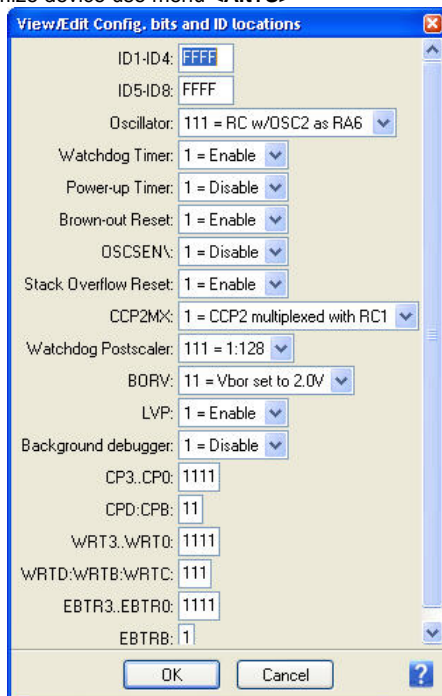 View/Edit Config. bits and ID locations
ID1-ID4: FFFF
ID5-ID8: FFFF
Oscillator: 111 = RC w/OSC2 as RA6
Watchdog Timer: 1 = Enable
Power-up Timer: 1 = Disable
Brown-out Reset: 1 = Enable
OSCSEN\: 1 = Disable
Stack Overflow Reset: 1 = Enable
CCP2MX: 1 = CCP2 multiplexed with RC1
Watchdog Postscaler: 111 = 1:128
BORV: 11 = Vbor set to 2.0V
LVP: 1 = Enable
Background debugger: 1 = Disable
CP3..CP0: 1111
CPD:CPB: 11
WRT3..WRT0: 1111
WRTD:WRTB:WRTC: 111
EBTR3..EBTR0: 1111
EBTRB: 1
OK Cancel ?